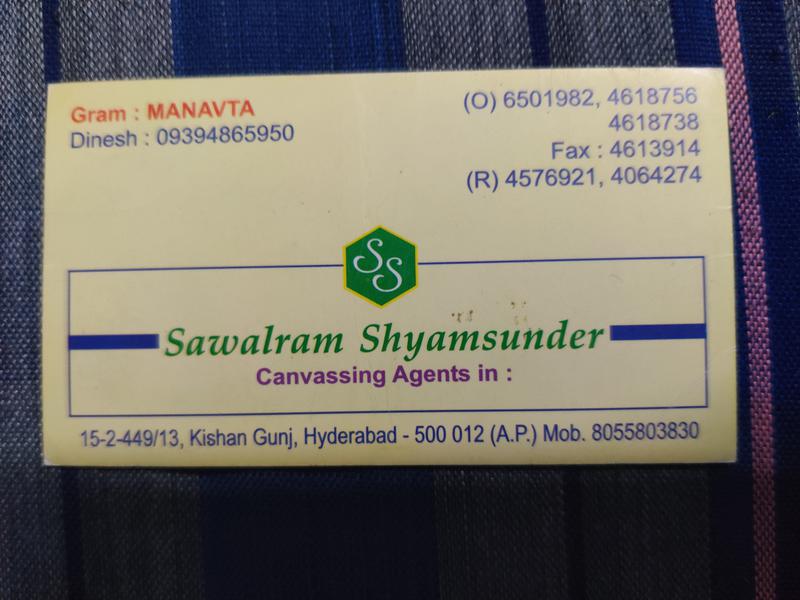 Gram : MANAVTA
Dinesh : 09394865950
(O) 6501982, 4618756
4618738
Fax : 4613914
(R) 4576921, 4064274
SS
Sawalram Shyamsunder
Canvassing Agents in :
15-2-449/13, Kishan Gunj, Hyderabad - 500 012 (A.P.) Mob. 8055803830